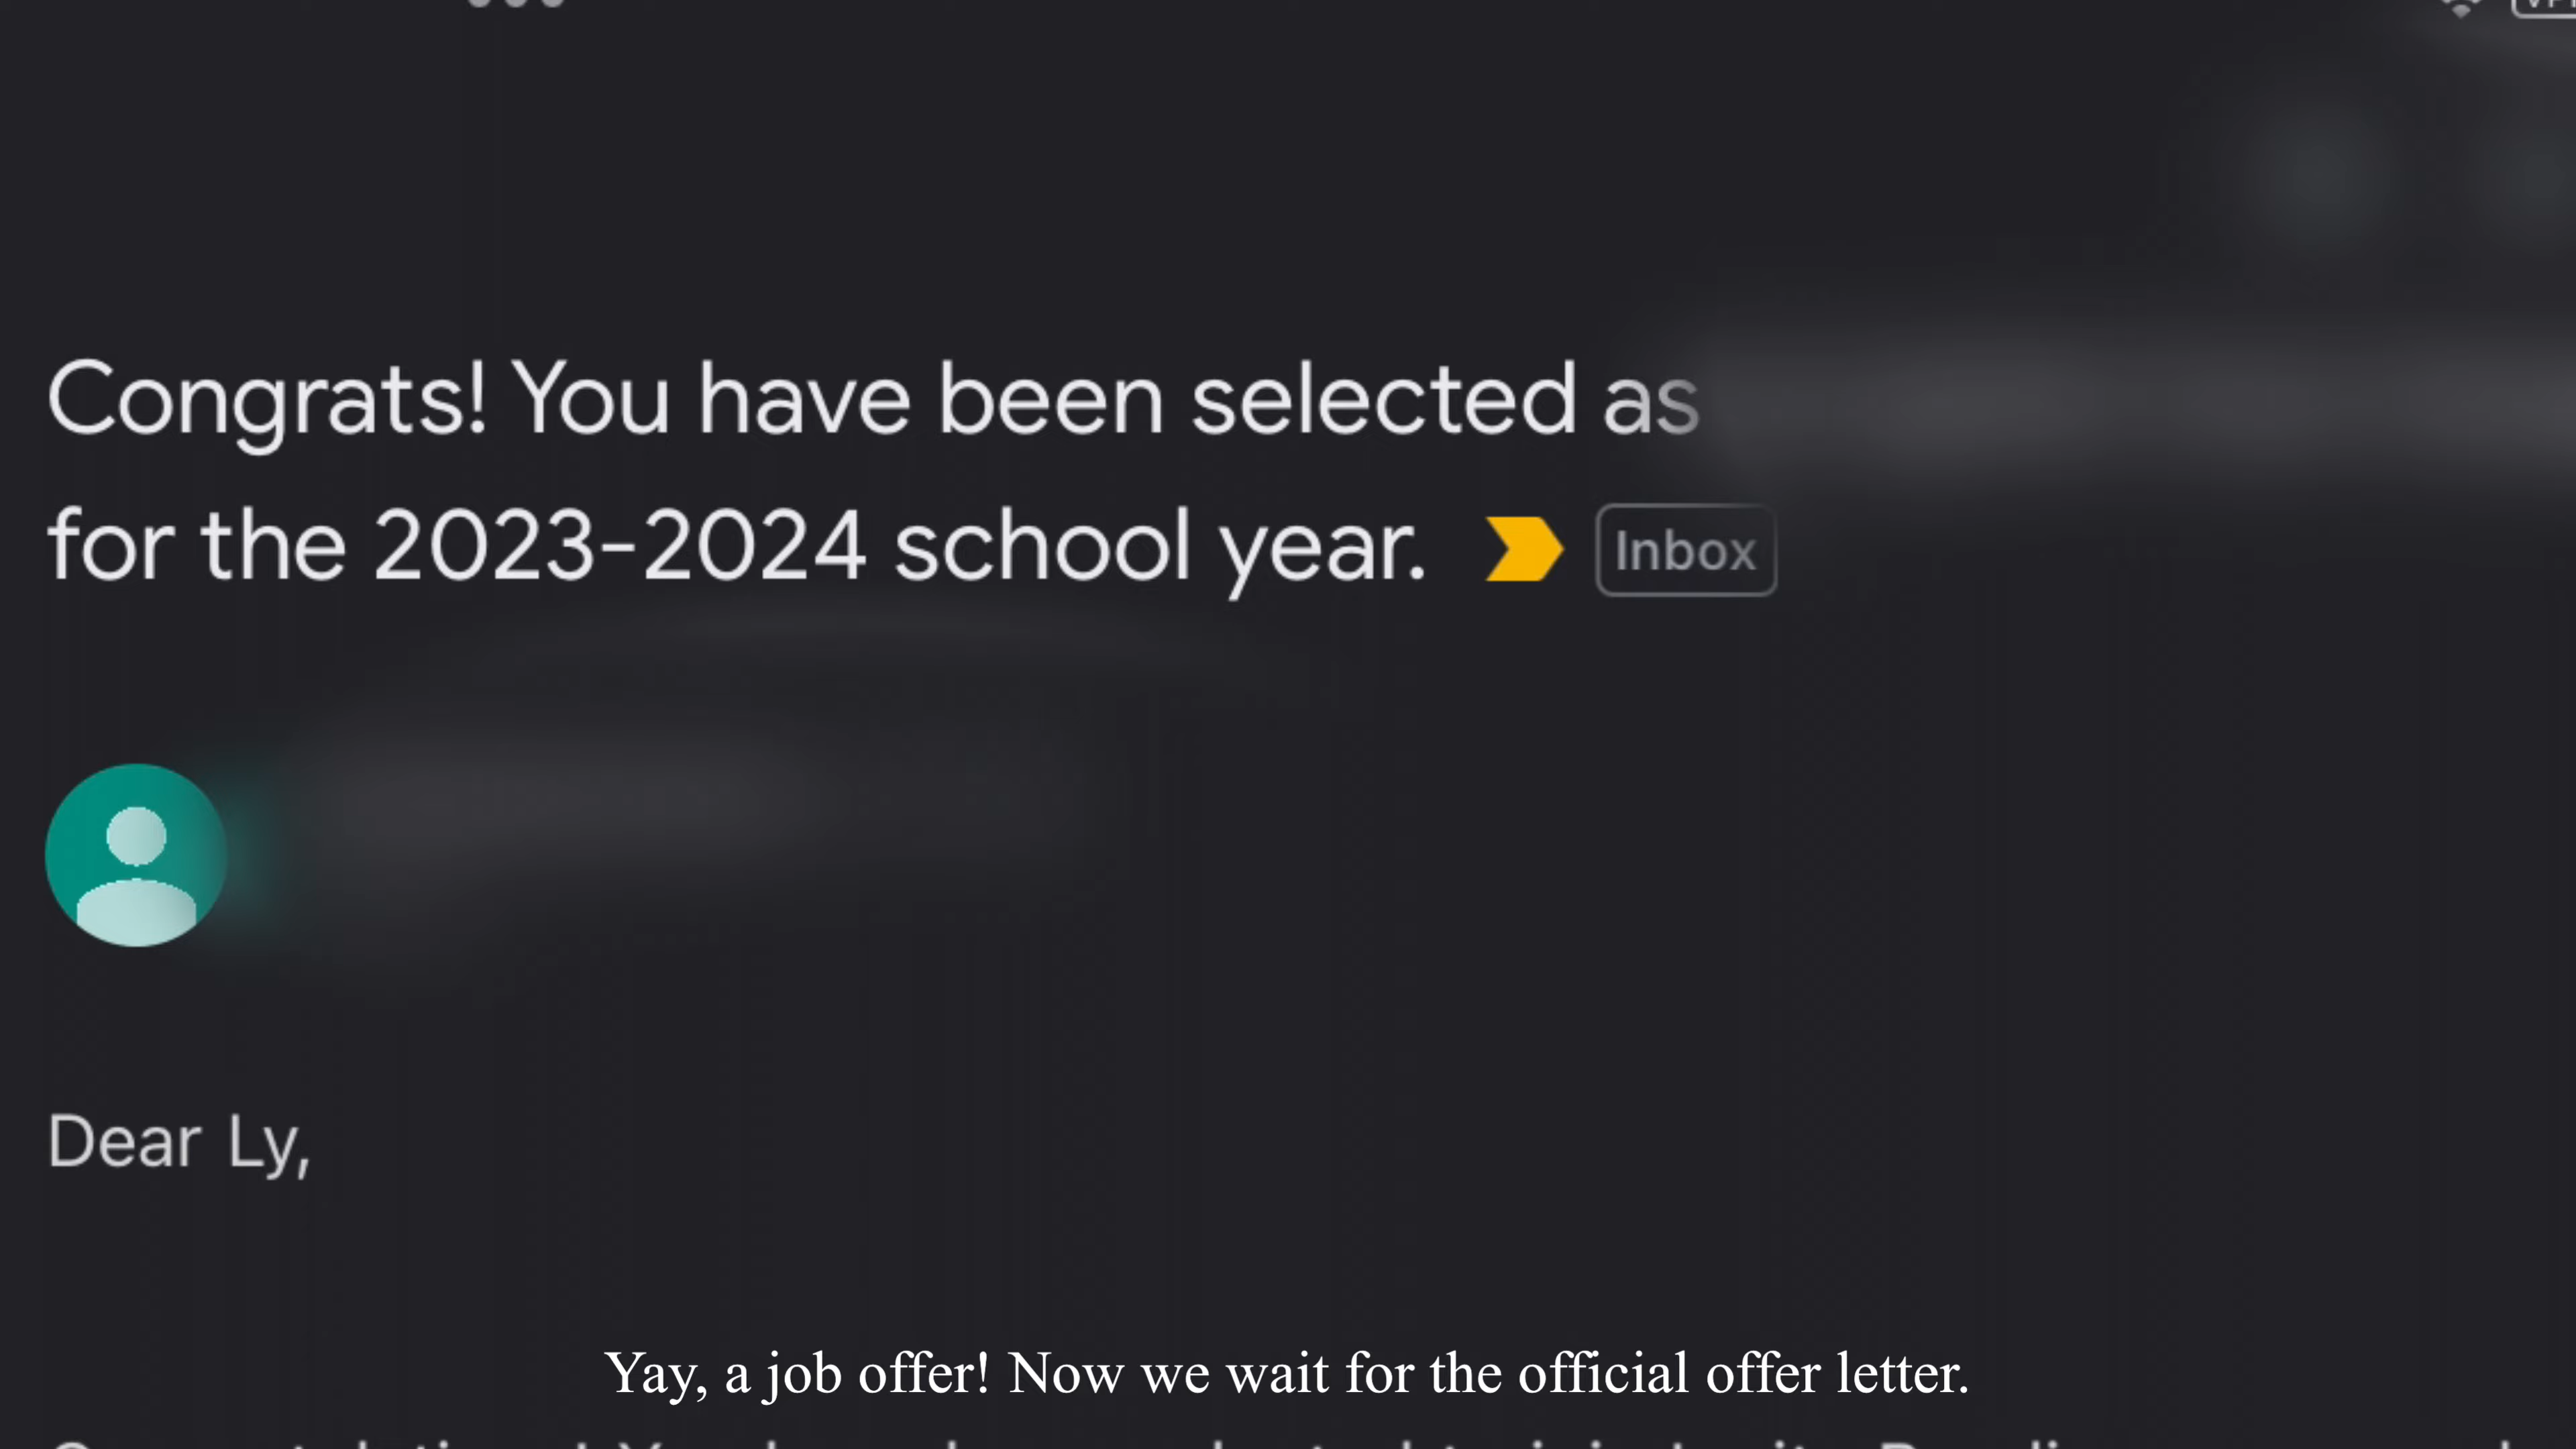 Congrats! You have been selected as
for the 2023-2024 school year. Inbox
Dear Ly,
Yay, a job offer! Now we wait for the official offer letter.